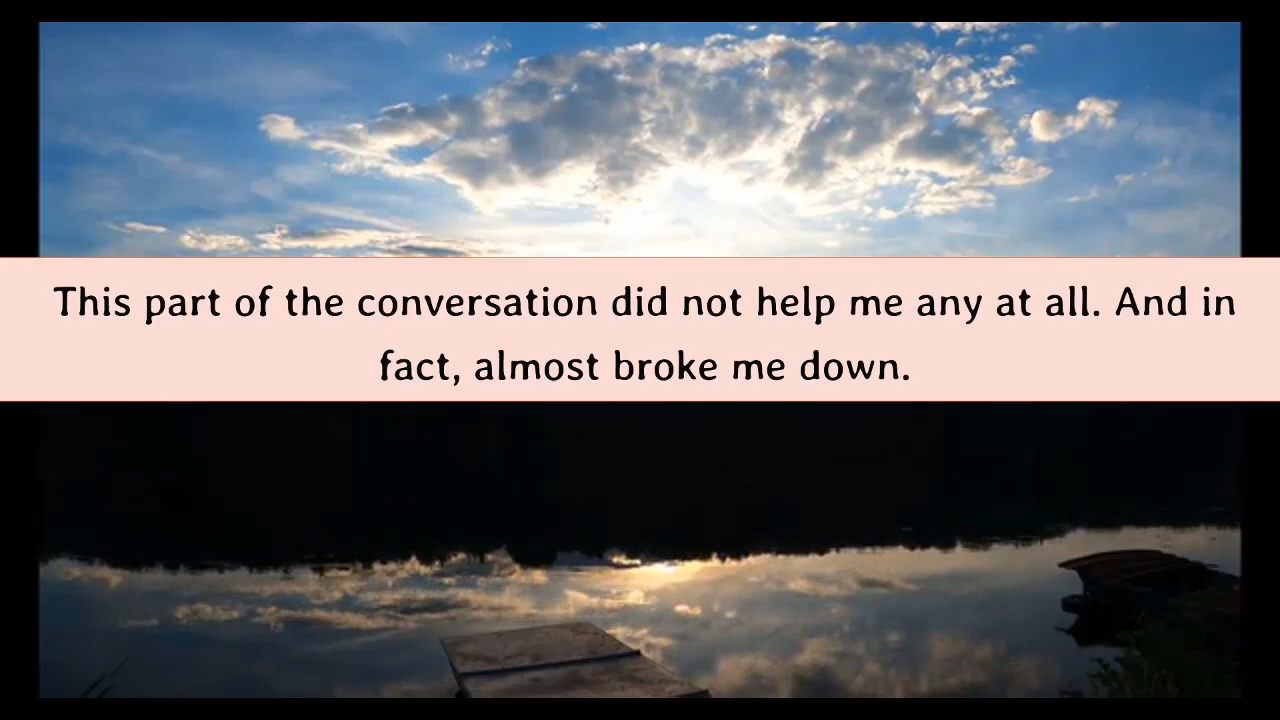 This part of the conversation did not help me any at all. And in
fact, almost broke me down.